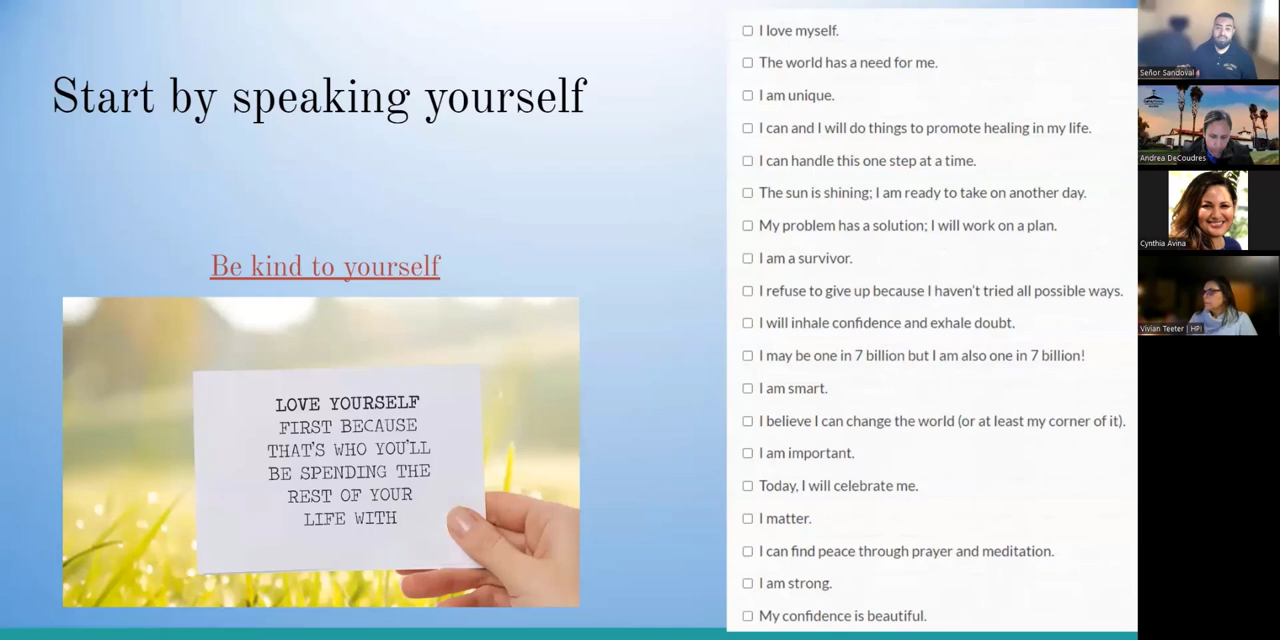 Start by speaking yourself
Be kind to yourself
LOVE YOURSELF
FIRST BECAUSE
THAT'S WHO YOU'LL
BE SPENDING THE
REST OF YOUR
LIFE WITH
I love myself.
The world has a need for me.
I am unique.
I can and I will do things to promote healing in my life.
I can handle this one step at a time.
The sun is shining; I am ready to take on another day.
My problem has a solution; I will work on a plan.
I am a survivor.
I refuse to give up because I haven't tried all possible ways.
I will inhale confidence and exhale doubt.
I may be one in 7 billion but I am also one in 7 billion!
I am smart.
I believe I can change the world (or at least my corner of it).
I am important.
Today, I will celebrate me.
I matter.
I can find peace through prayer and meditation.
I am strong.
My confidence is beautiful.
Señor Sandoval
Andrea DeCoudres
Cynthia Avina
Vivian Teeter | HPI